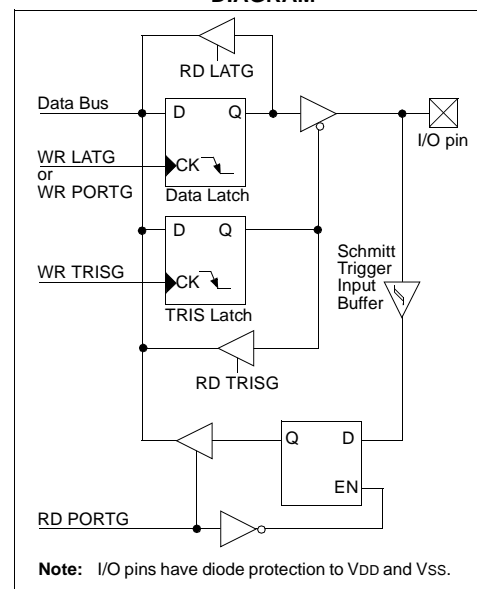 DIAGRAM
RD LATG
Data Bus
D Q
I/O pin
WR LATG
or
WR PORTG
CK
Data Latch
D Q
WR TRISG
CK
TRIS Latch
Schmitt
Trigger
Input
Buffer
RD TRISG
Q D
EN
RD PORTG
Note: I/O pins have diode protection to VDD and VSS.